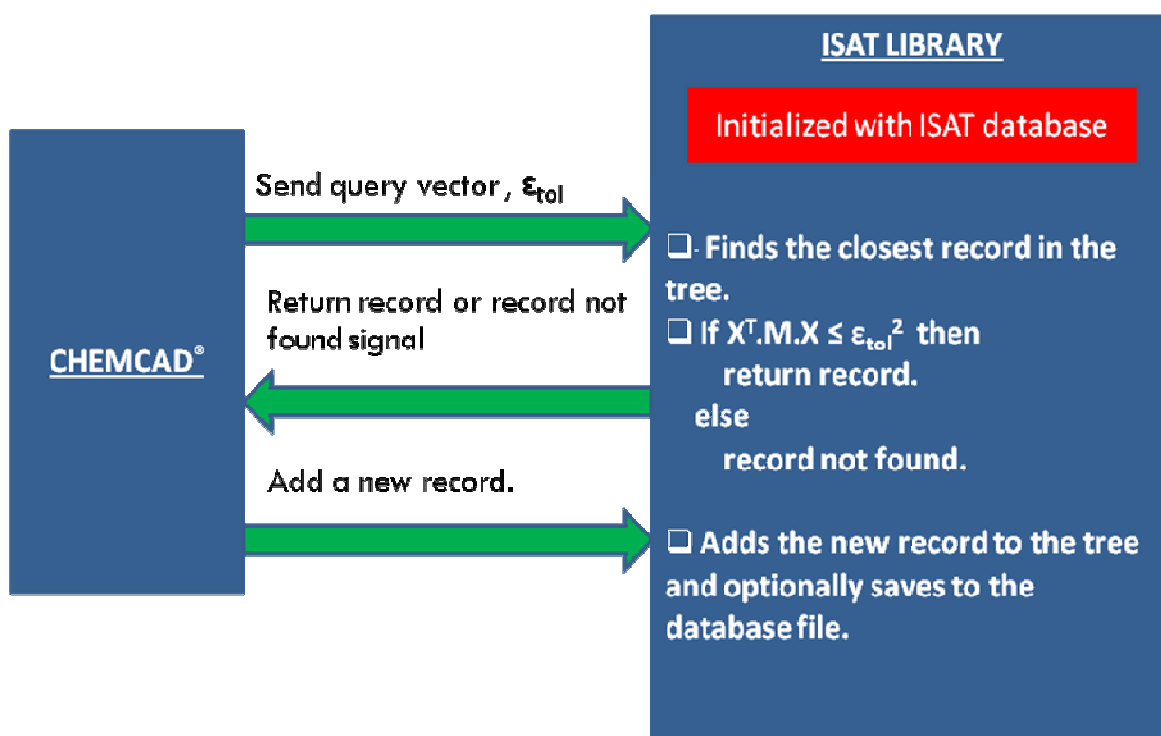 ISAT LIBRARY
Initialized with ISAT database
Send query vector , εtol
❑- Finds the closest record in the
tree.
Return record or record not
found signal
❑ If Xᵀ.M.X ≤ εtol² then
return record.
else
record not found.
CHEMCAD®
Add a new record.
❑ Adds the new record to the tree
and optionally saves to the
database file.